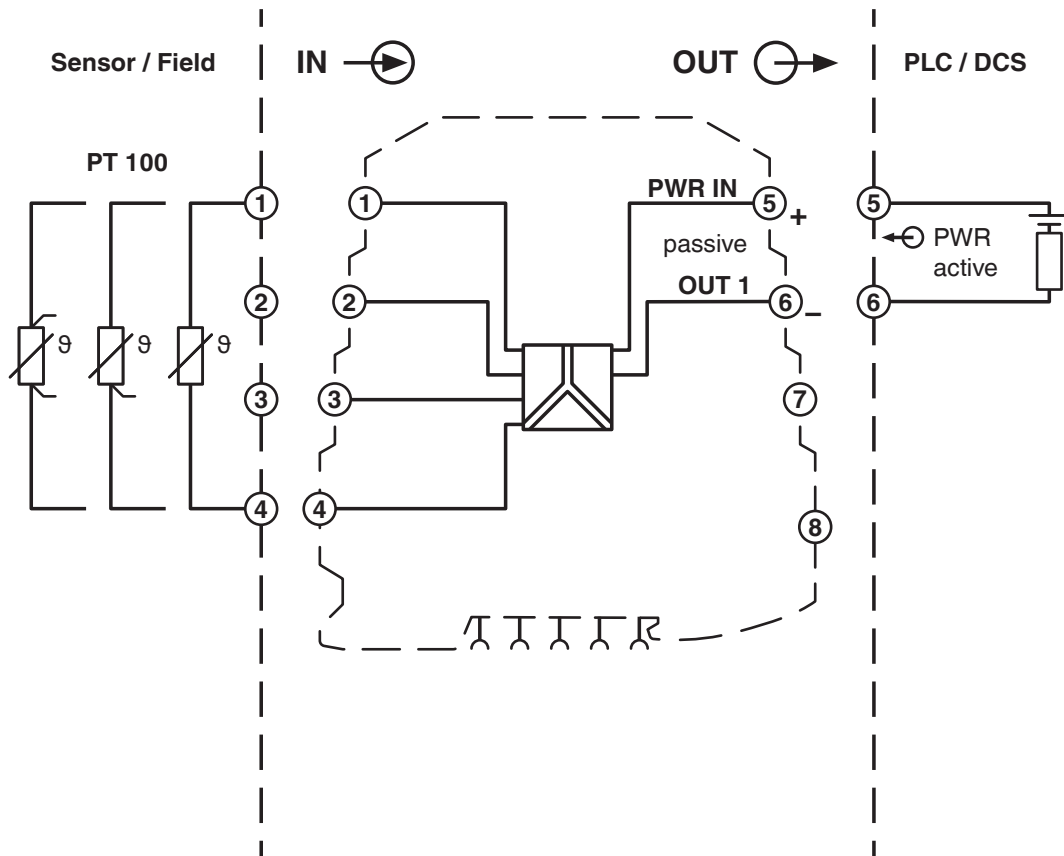 Sensor / Field
IN
OUT
PLC / DCS
PT 100
1
1
PWR IN
5
+
5
passive
PWR
active
2
2
OUT 1
6
–
6
ϑ
ϑ
ϑ
3
3
7
4
4
8